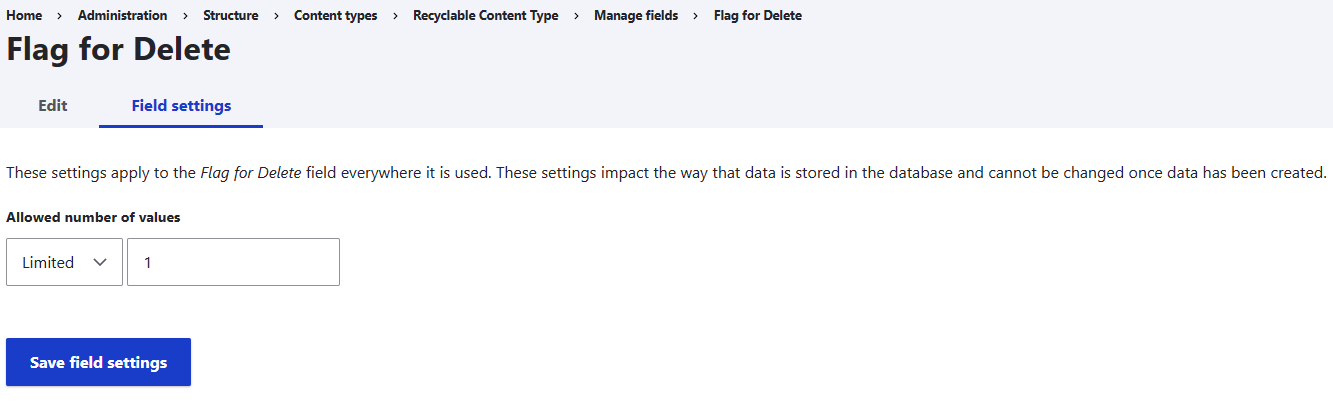 Home > Administration > Structure > Content types > Recyclable Content Type > Manage fields > Flag for Delete
Flag for Delete
Edit Field settings
These settings apply to the Flag for Delete field everywhere it is used. These settings impact the way that data is stored in the database and cannot be changed once data has been created.
Allowed number of values
Limited 1
Save field settings